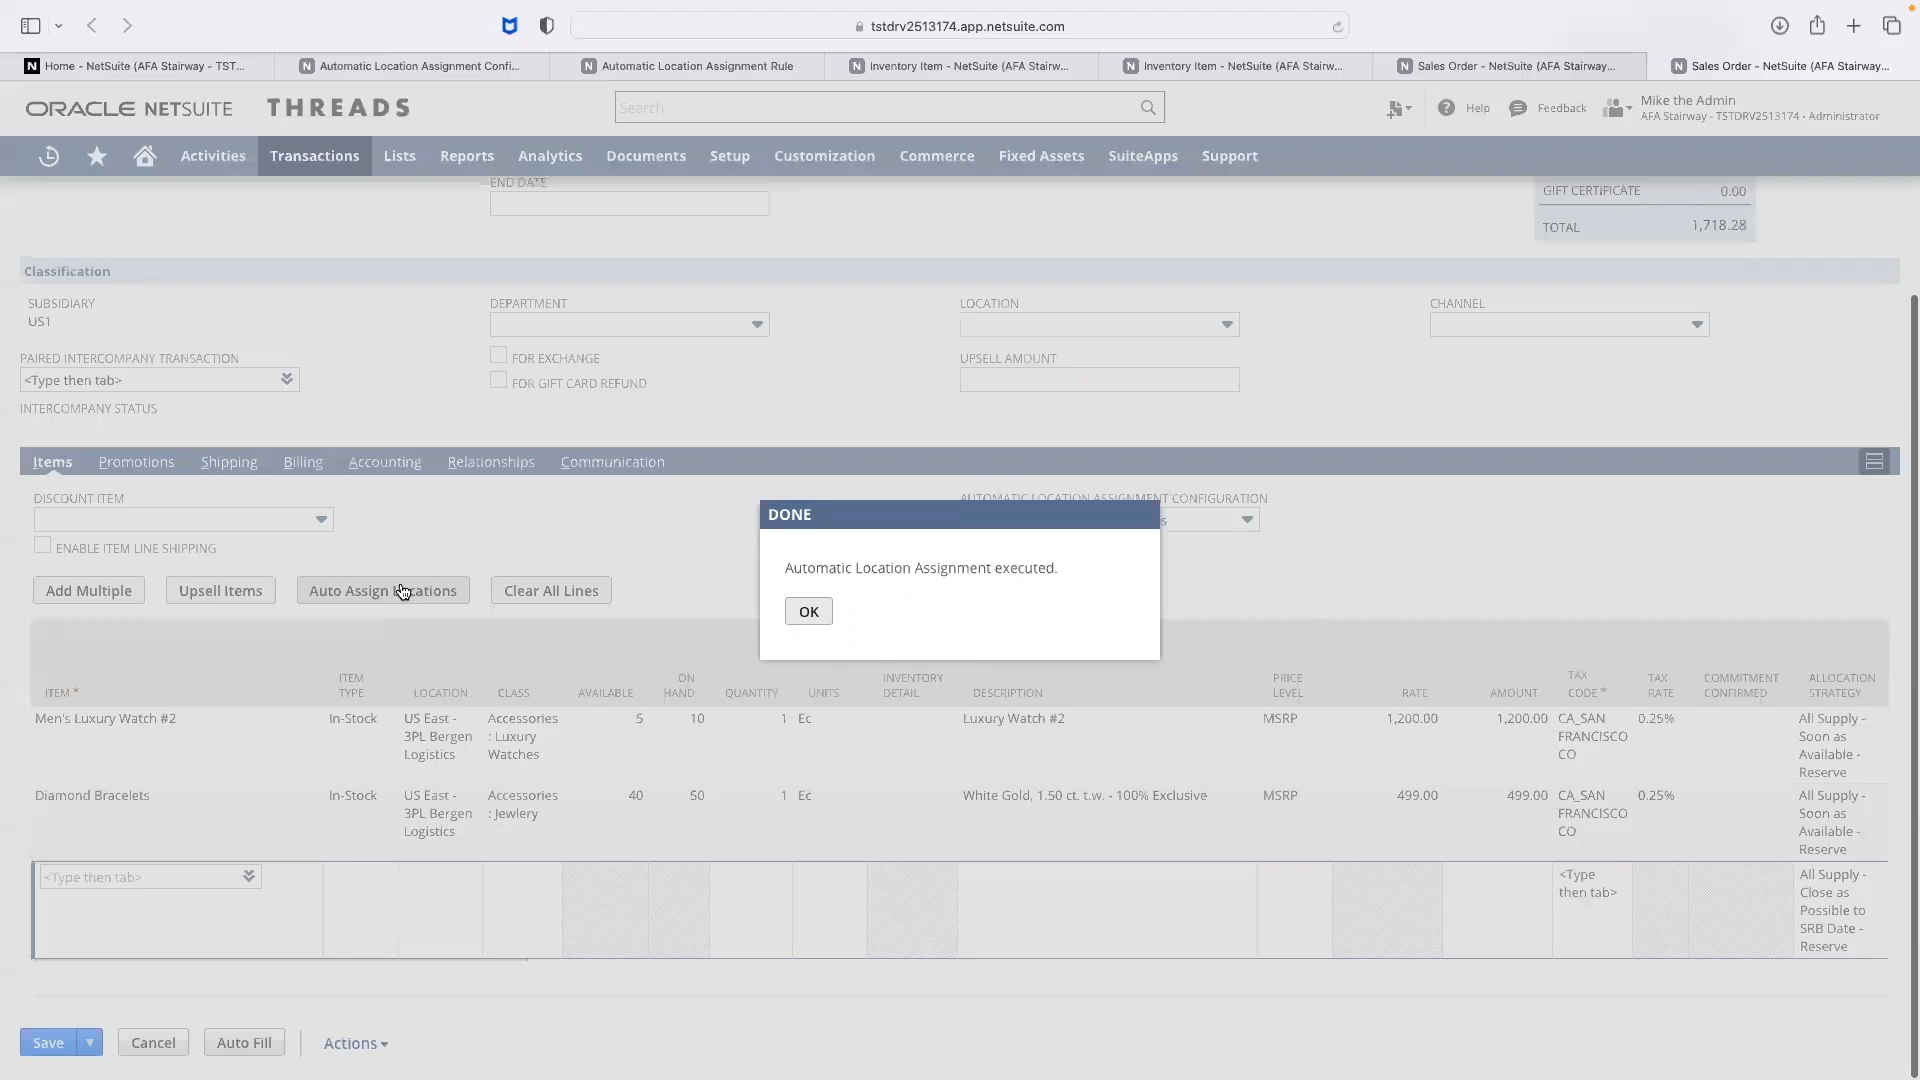 tstdrv2513174.app.netsuite.com
N Home - NetSuite (AFA Stairway - TST...
N Automatic Location Assignment Confi...
N Automatic Location Assignment Rule
N Inventory Item - NetSuite (AFA Stairw...
N Inventory Item - NetSuite (AFA Stairw...
N Sales Order - NetSuite (AFA Stairway...
N Sales Order - NetSuite (AFA Stairway...
ORACLE NETSUITE THREADS
Search
Help
Feedback
Mike the Admin
AFA Stairway - TSTDRV2513174 - Administrator
Activities Transactions Lists Reports Analytics Documents Setup Customization Commerce Fixed Assets SuiteApps Support
END DATE
GIFT CERTIFICATE 0.00
TOTAL 1,718.28
Classification
SUBSIDIARY
US1
DEPARTMENT
LOCATION
CHANNEL
PAIRED INTERCOMPANY TRANSACTION
<Type then tab>
FOR EXCHANGE
FOR GIFT CARD REFUND
UPSELL AMOUNT
INTERCOMPANY STATUS
Items Promotions Shipping Billing Accounting Relationships Communication
DISCOUNT ITEM
AUTOMATIC LOCATION ASSIGNMENT CONFIGURATION
s
ENABLE ITEM LINE SHIPPING
DONE
Automatic Location Assignment executed.
OK
Add Multiple
Upsell Items
Auto Assign Locations
Clear All Lines
ITEM *
ITEM
TYPE
LOCATION
CLASS
AVAILABLE
ON
HAND
QUANTITY
UNITS
INVENTORY
DETAIL
DESCRIPTION
PRICE
LEVEL
RATE
AMOUNT
TAX
CODE *
TAX
RATE
COMMITMENT
CONFIRMED
ALLOCATION
STRATEGY
Men's Luxury Watch #2
In-Stock
US East -
3PL Bergen
Logistics
Accessories
: Luxury
Watches
5
10
1
Ec
Luxury Watch #2
MSRP
1,200.00
1,200.00
CA_SAN
FRANCISCO
CO
0.25%
All Supply -
Soon as
Available -
Reserve
Diamond Bracelets
In-Stock
US East -
3PL Bergen
Logistics
Accessories
: Jewlery
40
50
1
Ec
White Gold, 1.50 ct. t.w. - 100% Exclusive
MSRP
499.00
499.00
CA_SAN
FRANCISCO
CO
0.25%
All Supply -
Soon as
Available -
Reserve
<Type then tab>
<Type
then tab>
All Supply -
Close as
Possible to
SRB Date -
Reserve
Save
Cancel
Auto Fill
Actions